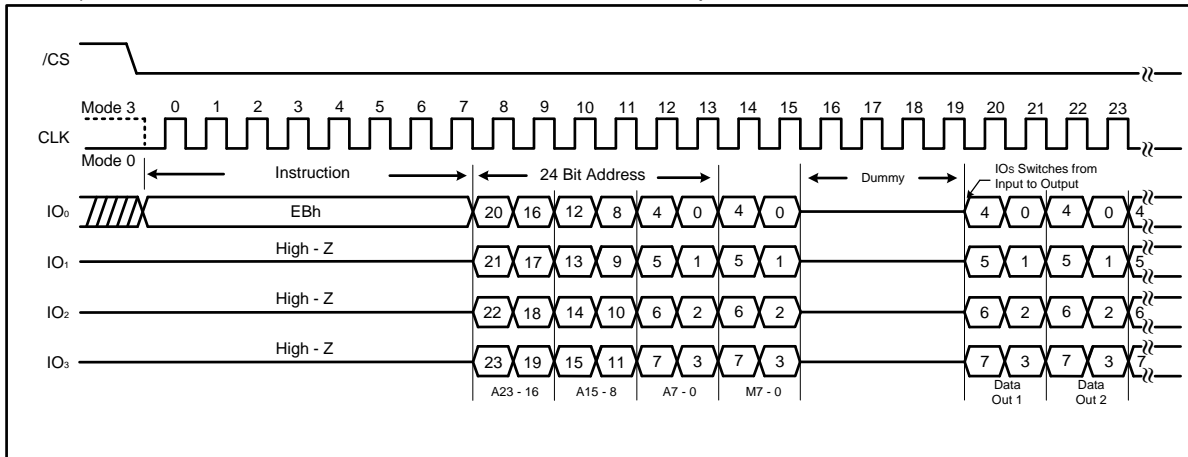 /CS
Mode 3 0 1 2 3 4 5 6 7 8 9 10 11 12 13 14 15 16 17 18 19 20 21 22 23
CLK
Mode 0
Instruction 24 Bit Address Dummy IOs Switches from
Input to Output
IO0 EBh 20 16 12 8 4 0 4 0 4 0 4 0 4
High - Z
IO1 21 17 13 9 5 1 5 1 5 1 5 1 5
High - Z
IO2 22 18 14 10 6 2 6 2 6 2 6 2 6
High - Z
IO3 23 19 15 11 7 3 7 3 7 3 7 3 7
A23 - 16 A15 - 8 A7 - 0 M7 - 0 Data
Out 1 Data
Out 2